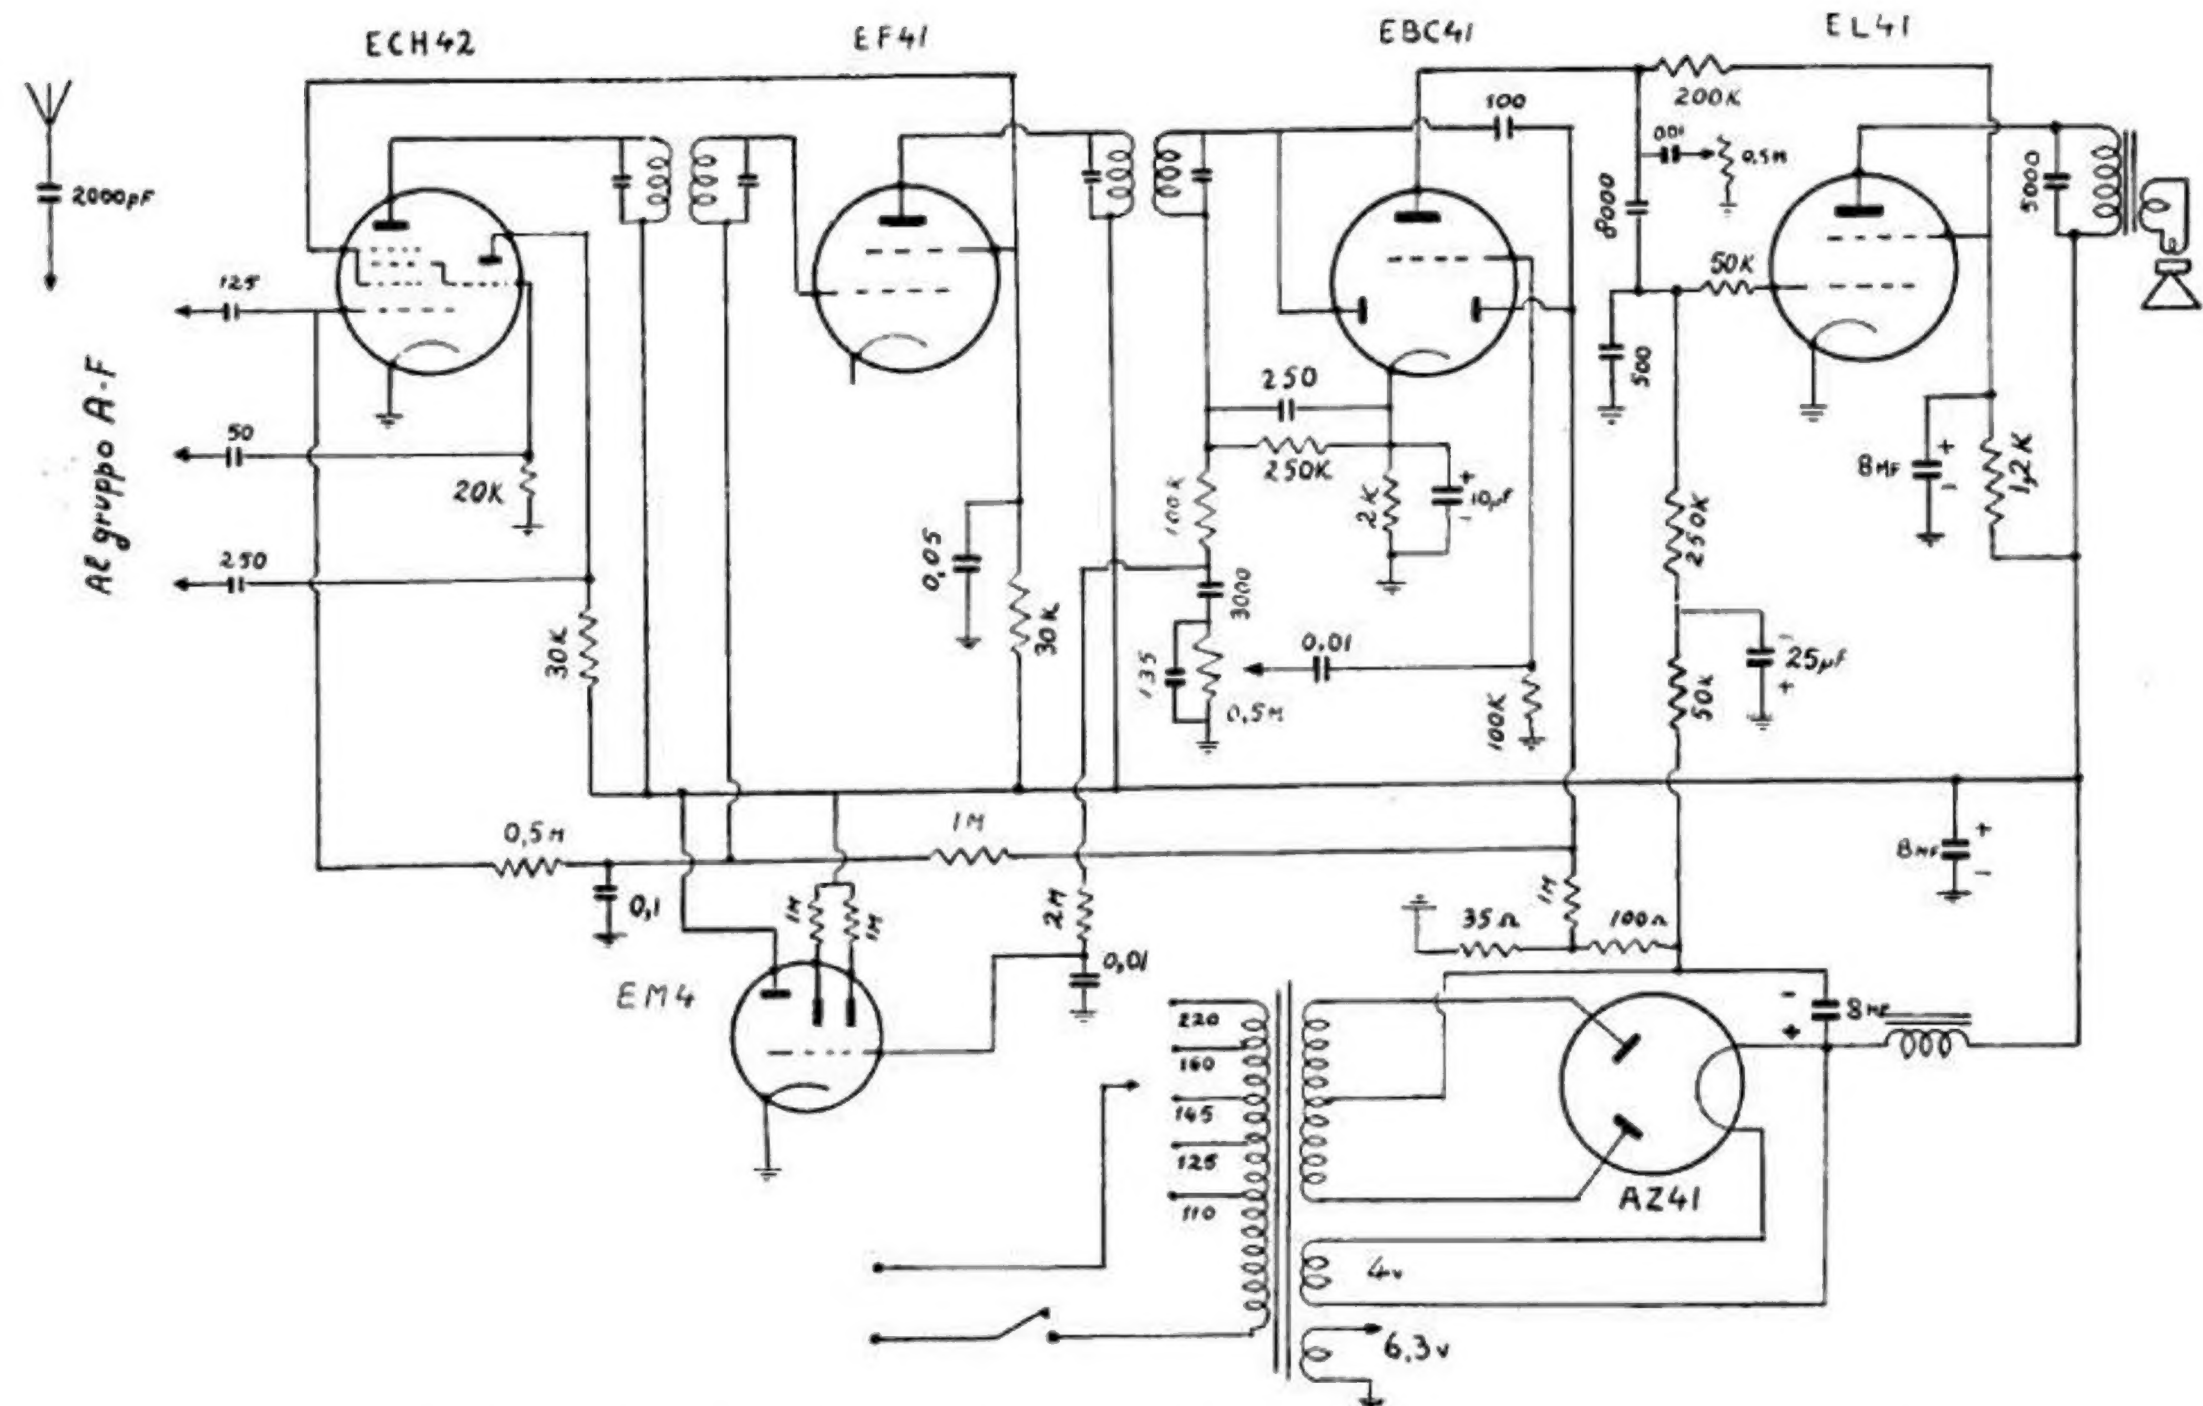 ECH42
EF41
EBC41
EL41
2000pF
125
Al gruppo A-F
50
20K
250
30K
0,05
30K
100
200K
0.01
0,5M
8000
50K
500
5000
250
250K
100K
2K
10µF
3000
135
0,5M
0,01
100K
250K
50K
25µF
8MF
1,2K
8MF
0,5M
1M
0,1
1M
1M
2M
0,01
1M
35Ω
100Ω
EM4
220
160
145
125
110
8MF
AZ41
4v
6,3v